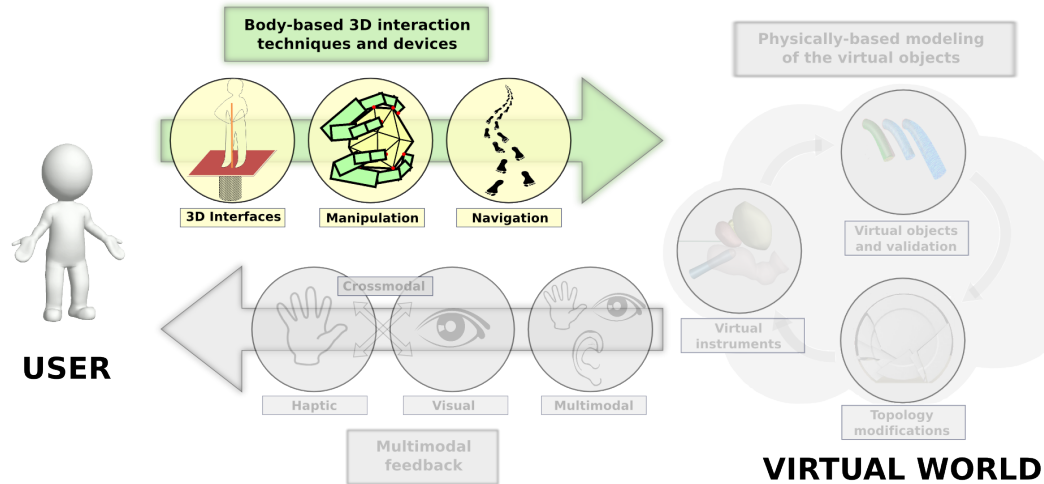 Body-based 3D interaction
techniques and devices
Physically-based modeling
of the virtual objects
3D Interfaces
Manipulation
Navigation
Virtual objects
and validation
Crossmodal
Virtual
instruments
USER
Haptic
Visual
Multimodal
Topology
modifications
Multimodal
feedback
VIRTUAL WORLD